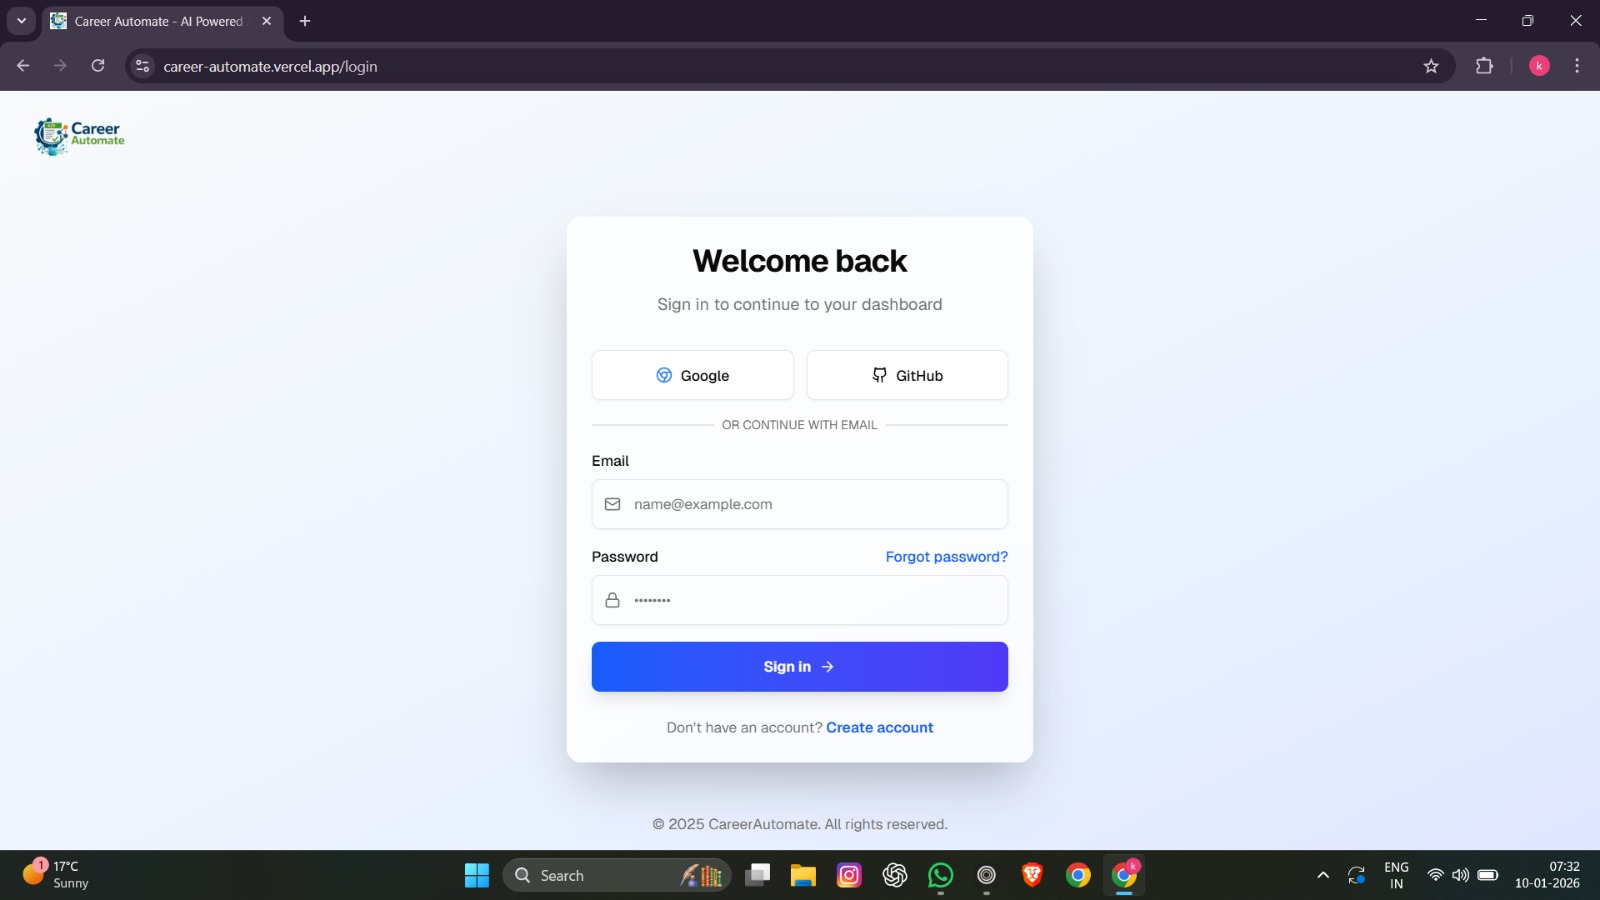 Career Automate - AI Powered
career-automate.vercel.app/login
k
Career
Automate
Welcome back
Sign in to continue to your dashboard
Google
GitHub
OR CONTINUE WITH EMAIL
Email
name@example.com
Password
Forgot password?
••••••••
Sign in →
Don't have an account? Create account
© 2025 CareerAutomate. All rights reserved.
1
17°C
Sunny
Search
k
ENG
IN
07:32
10-01-2026